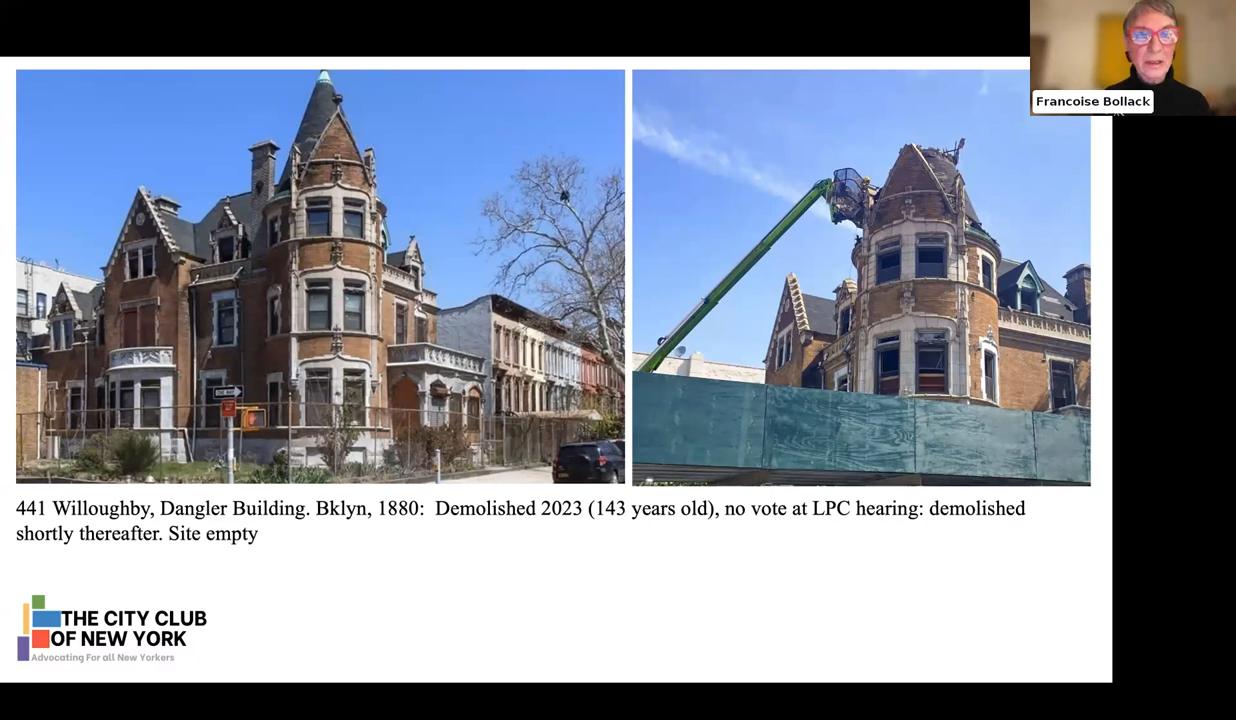 Francoise Bollack
441 Willoughby, Dangler Building. Bklyn, 1880:  Demolished 2023 (143 years old), no vote at LPC hearing: demolished
shortly thereafter. Site empty
THE CITY CLUB
OF NEW YORK
Advocating For all New Yorkers